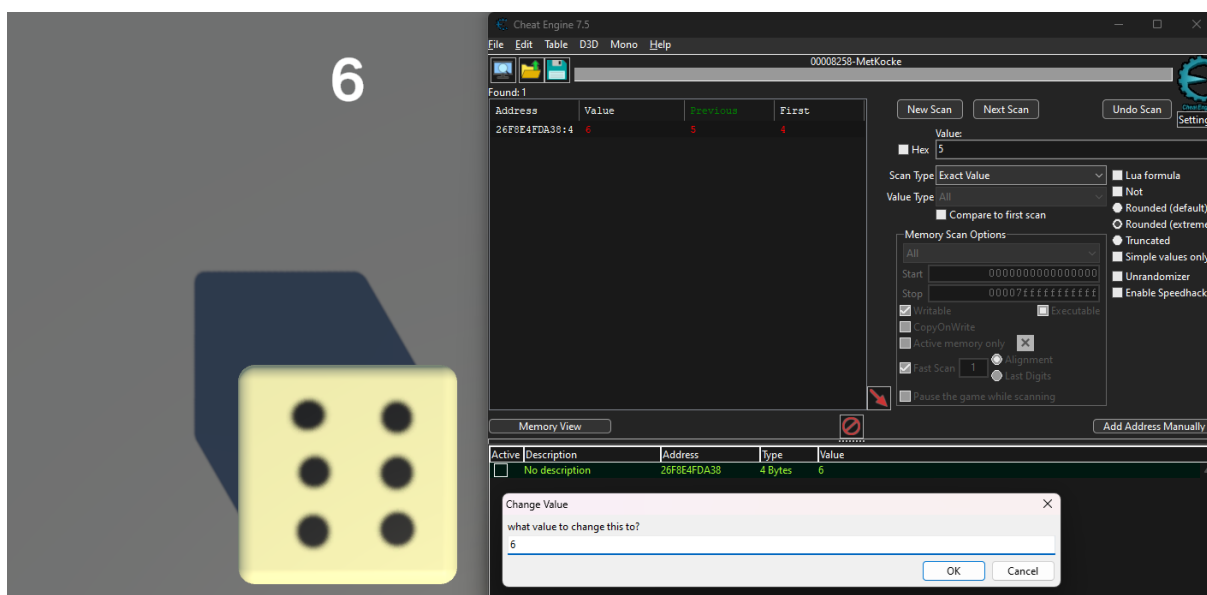 6
Cheat Engine 7.5
File Edit Table D3D Mono Help
00008258-MetKocke
Found: 1
Address Value Previous First
26F8E4FDA38:4 6 5 4
New Scan Next Scan Undo Scan
Cheat Engine
Setting
Value:
Hex 5
Scan Type Exact Value
Value Type All
Compare to first scan
Lua formula
Not
Rounded (default)
Rounded (extreme
Truncated
Simple values only
Unrandomizer
Enable Speedhack
Memory Scan Options
All
Start 0000000000000000
Stop 00007fffffffffff
Writable Executable
CopyOnWrite
Active memory only
Fast Scan 1 Alignment
Last Digits
Pause the game while scanning
Memory View Add Address Manually
Active Description Address Type Value
No description 26F8E4FDA38 4 Bytes 6
Change Value
what value to change this to?
6
OK Cancel